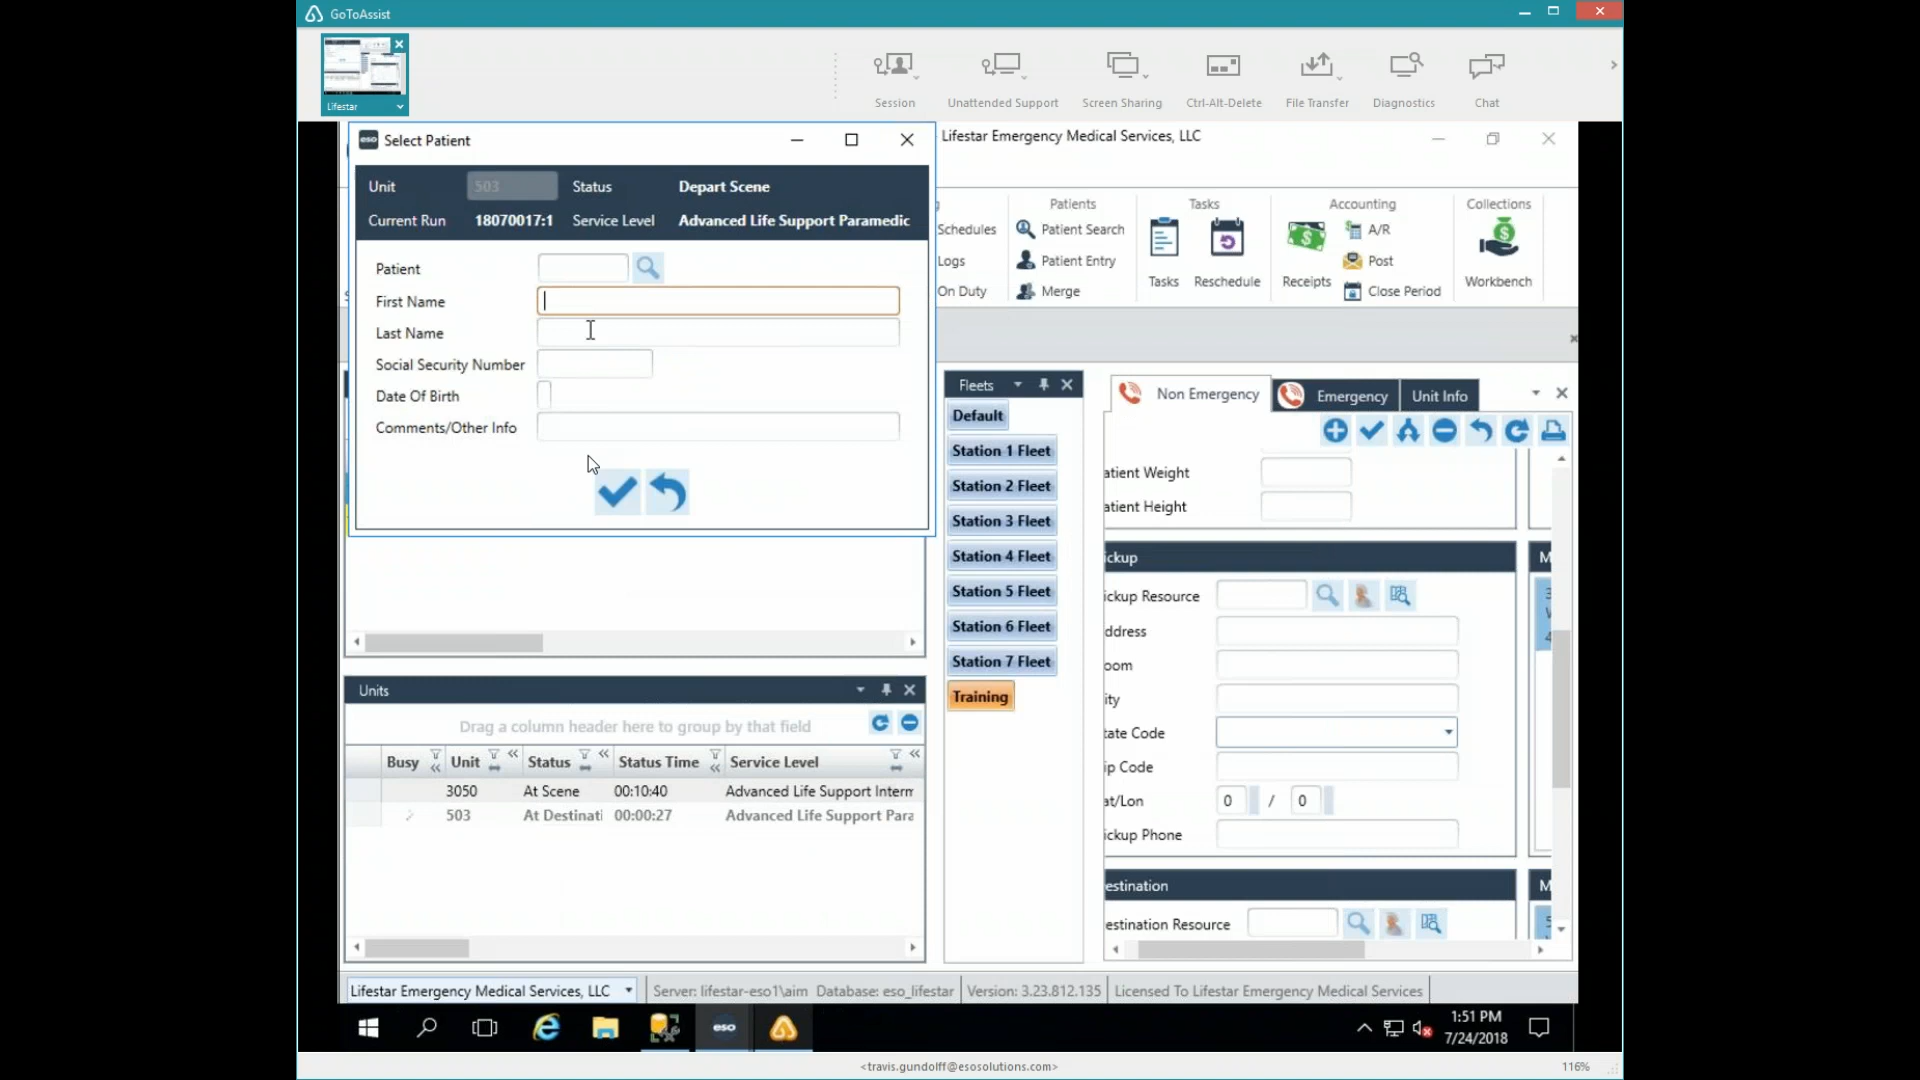 GoToAssist
Lifestar
Session
Unattended Support
Screen Sharing
Ctrl-Alt-Delete
File Transfer
Diagnostics
Chat
eso Select Patient
Lifestar Emergency Medical Services, LLC
Unit 503 Status Depart Scene
Current Run 18070017:1 Service Level Advanced Life Support Paramedic
Patient
First Name
Last Name
Social Security Number
Date Of Birth
Comments/Other Info
Schedules
Logs
On Duty
Patients
Patient Search
Patient Entry
Merge
Tasks
Tasks
Reschedule
Accounting
Receipts
A/R
Post
Close Period
Collections
Workbench
Fleets
Default
Station 1 Fleet
Station 2 Fleet
Station 3 Fleet
Station 4 Fleet
Station 5 Fleet
Station 6 Fleet
Station 7 Fleet
Training
Non Emergency
Emergency
Unit Info
atient Weight
atient Height
ickup
ickup Resource
ddress
oom
ity
tate Code
ip Code
at/Lon 0 / 0
ickup Phone
estination
estination Resource
Units
Drag a column header here to group by that field
Busy Unit Status Status Time Service Level
3050 At Scene 00:10:40 Advanced Life Support Interm
503 At Destinati 00:00:27 Advanced Life Support Para
Lifestar Emergency Medical Services, LLC
Server: lifestar-eso1\aim Database: eso_lifestar
Version: 3.23.812.135
Licensed To Lifestar Emergency Medical Services
eso
1:51 PM
7/24/2018
<travis.gundolff@esosolutions.com>
116%